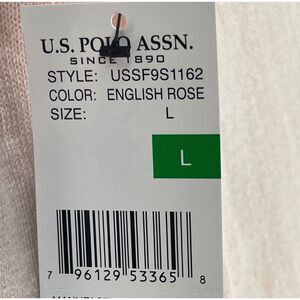 U.S. POLO ASSN.
SINCE 1890
STYLE: USSF9S1162
COLOR: ENGLISH ROSE
SIZE: L
L
7 96129 53365 8